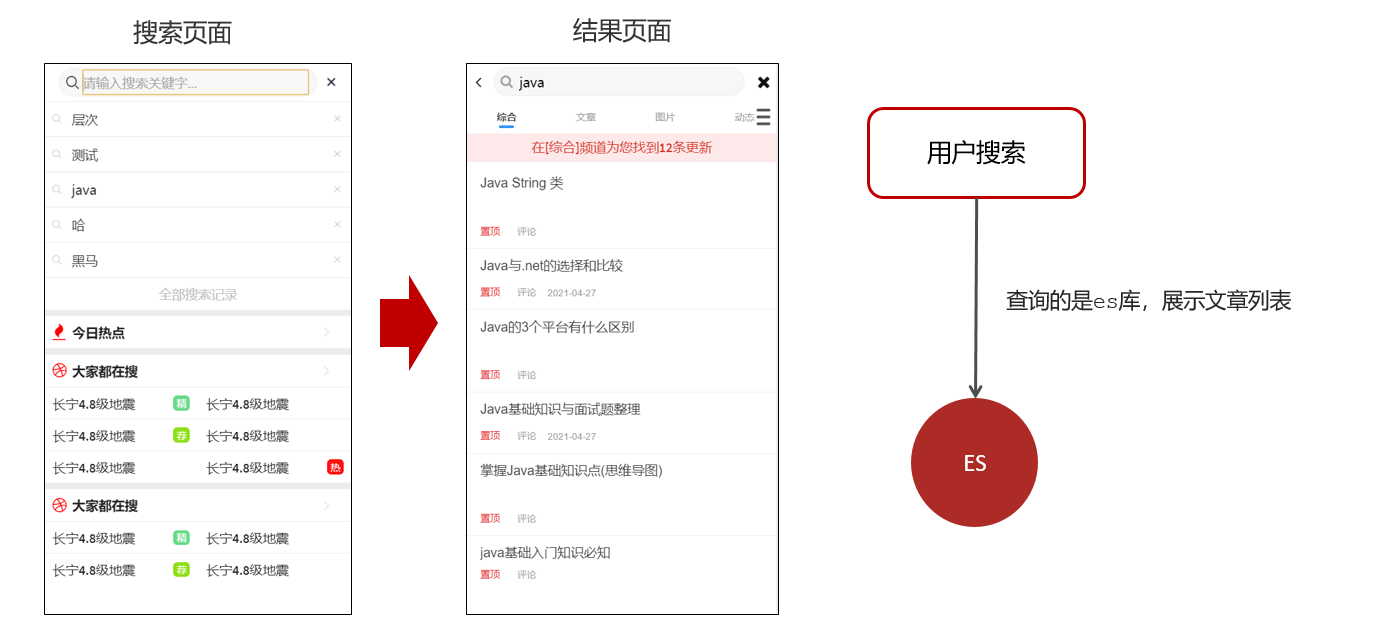 搜索页面
请输入搜索关键字...
层次
测试
java
哈
黑马
全部搜索记录
今日热点
大家都在搜
长宁4.8级地震 精 长宁4.8级地震
长宁4.8级地震 荐 长宁4.8级地震
长宁4.8级地震 长宁4.8级地震 热
大家都在搜
长宁4.8级地震 精 长宁4.8级地震
长宁4.8级地震 荐 长宁4.8级地震
结果页面
java
综合 文章 图片 动态
在[综合]频道为您找到12条更新
Java String 类
置顶 评论
Java与.net的选择和比较
置顶 评论 2021-04-27
Java的3个平台有什么区别
置顶 评论
Java基础知识与面试题整理
置顶 评论 2021-04-27
掌握Java基础知识点(思维导图)
置顶 评论
java基础入门知识必知
置顶 评论
用户搜索
查询的是es库，展示文章列表
ES